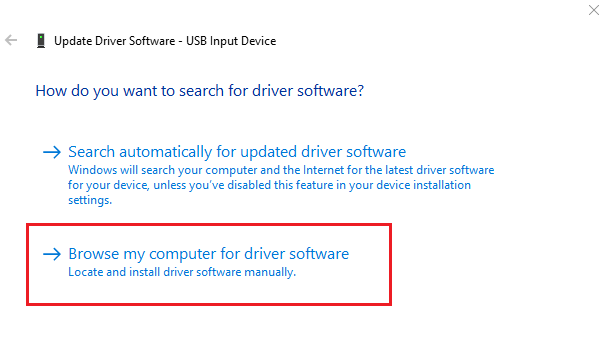 Update Driver Software - USB Input Device
How do you want to search for driver software?
Search automatically for updated driver software
Windows will search your computer and the Internet for the latest driver software
for your device, unless you've disabled this feature in your device installation
settings.
Browse my computer for driver software
Locate and install driver software manually.